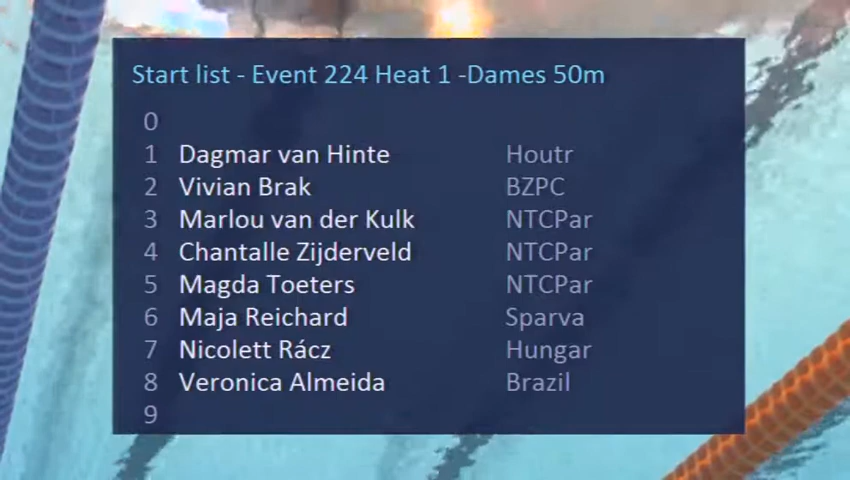 Start list - Event 224 Heat 1 -Dames 50m
0
1 Dagmar van Hinte Houtr
2 Vivian Brak BZPC
3 Marlou van der Kulk NTCPar
4 Chantalle Zijderveld NTCPar
5 Magda Toeters NTCPar
6 Maja Reichard Sparva
7 Nicolett Rácz Hungar
8 Veronica Almeida Brazil
9